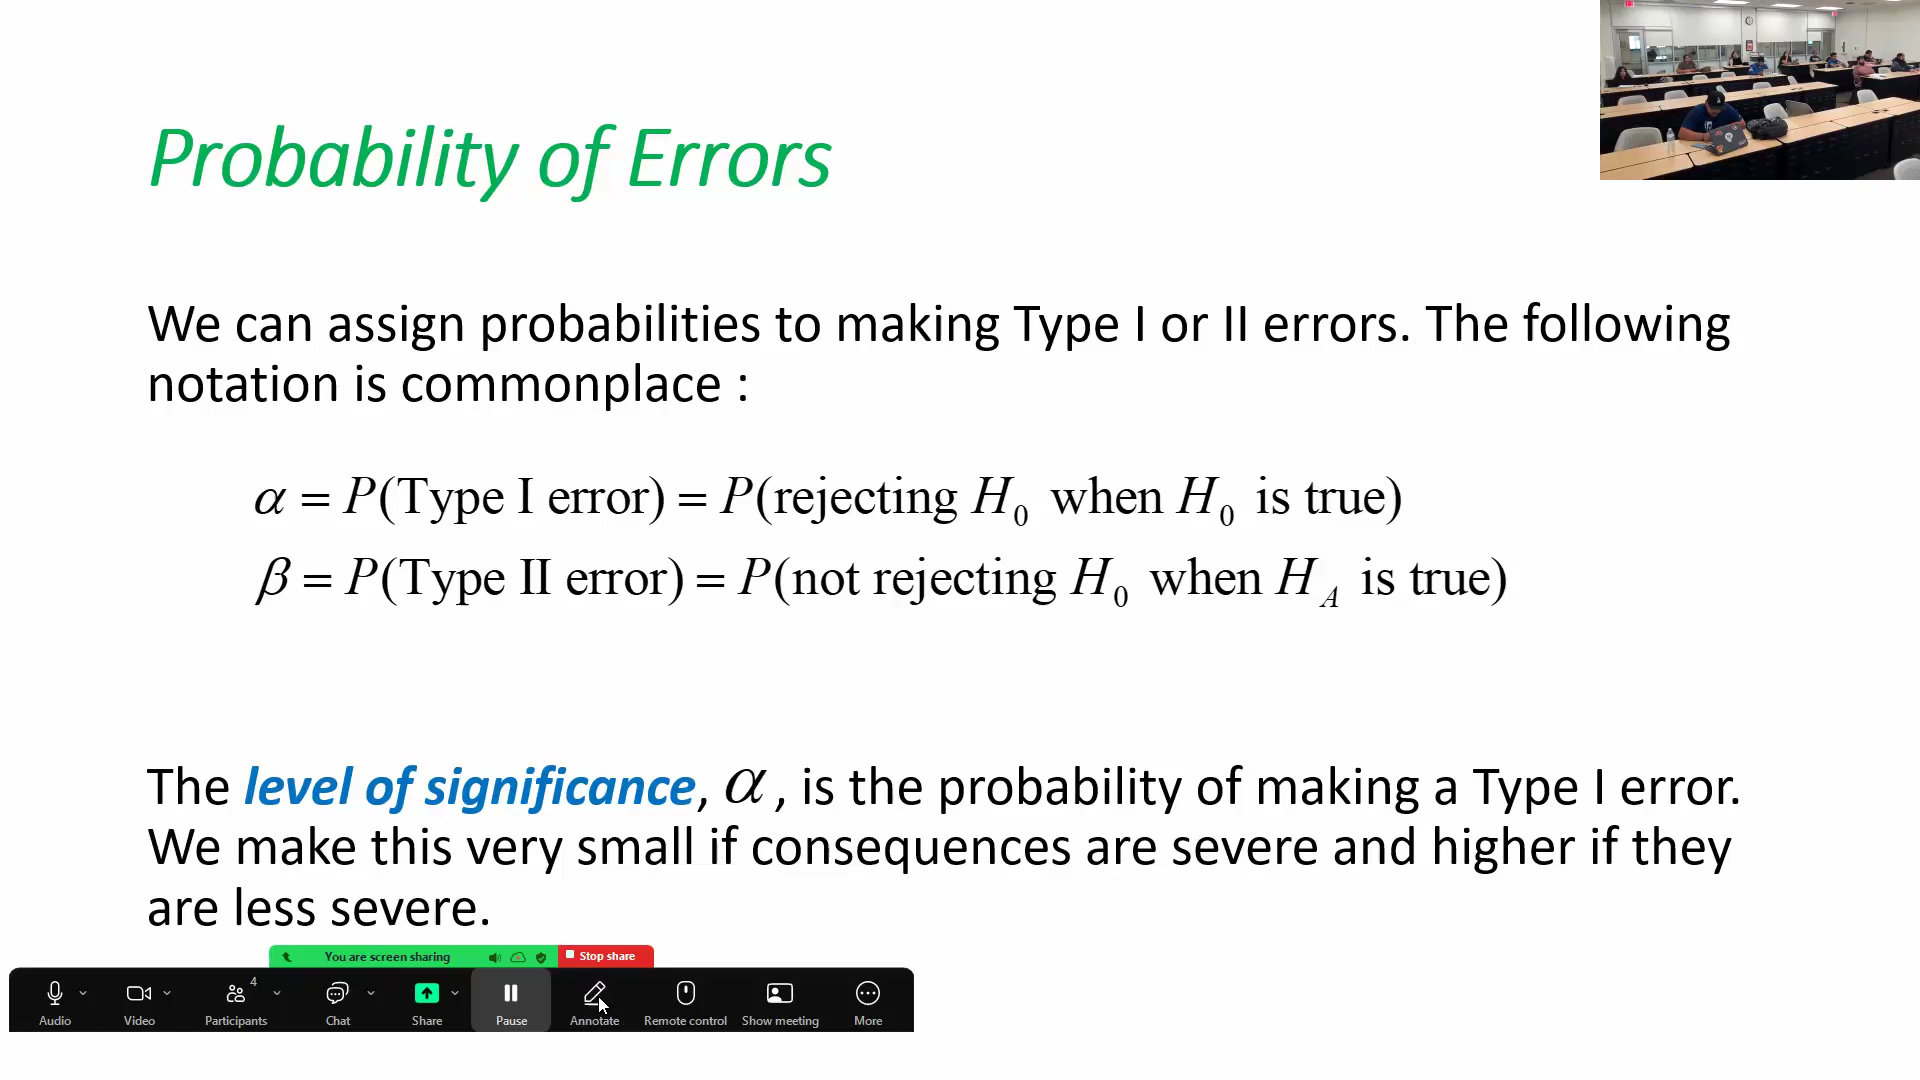 Probability of Errors
We can assign probabilities to making Type I or II errors. The following
notation is commonplace :
α = P(Type I error) = P(rejecting H₀ when H₀ is true)
β = P(Type II error) = P(not rejecting H₀ when H_A is true)
The level of significance, α, is the probability of making a Type I error.
We make this very small if consequences are severe and higher if they
are less severe.
You are screen sharing Stop share
4
Audio Video Participants Chat Share Pause Annotate Remote control Show meeting More